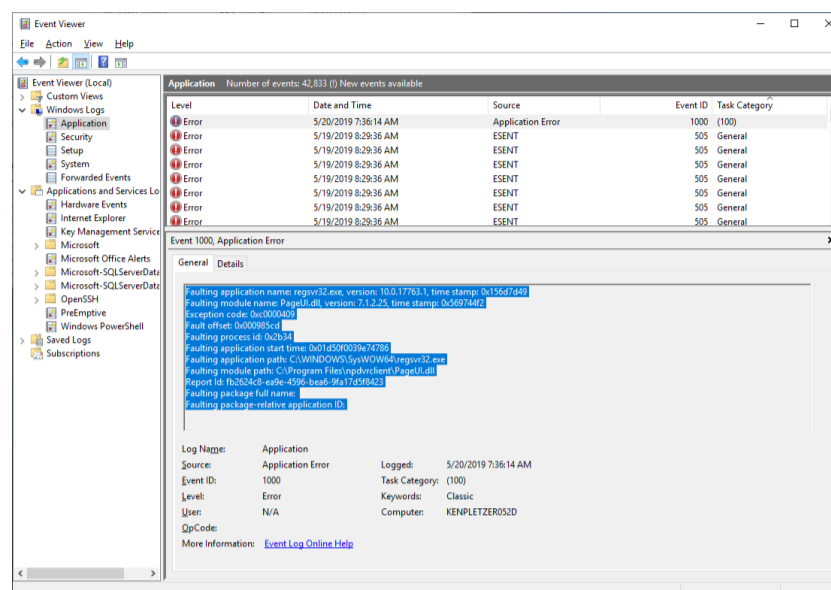 Event Viewer
File Action View Help
Event Viewer (Local)
Custom Views
Windows Logs
Application
Security
Setup
System
Forwarded Events
Applications and Services Lo
Hardware Events
Internet Explorer
Key Management Service
Microsoft
Microsoft Office Alerts
Microsoft-SQLServerData
Microsoft-SQLServerData
OpenSSH
PreEmptive
Windows PowerShell
Saved Logs
Subscriptions
Application Number of events: 42,833 (!) New events available
Level Date and Time Source Event ID Task Category
Error 5/20/2019 7:36:14 AM Application Error 1000 (100)
Error 5/19/2019 8:29:36 AM ESENT 505 General
Error 5/19/2019 8:29:36 AM ESENT 505 General
Error 5/19/2019 8:29:36 AM ESENT 505 General
Error 5/19/2019 8:29:36 AM ESENT 505 General
Error 5/19/2019 8:29:36 AM ESENT 505 General
Error 5/19/2019 8:29:36 AM ESENT 505 General
Error 5/19/2019 8:29:36 AM ESENT 505 General
Event 1000, Application Error
General Details
Faulting application name: regsvr32.exe, version: 10.0.17763.1, time stamp: 0x156d7d49
Faulting module name: PageUI.dll, version: 7.1.2.25, time stamp: 0x569744f2
Exception code: 0xc0000409
Fault offset: 0x000985cd
Faulting process id: 0x2b34
Faulting application start time: 0x01d50f0039e74786
Faulting application path: C:\WINDOWS\SysWOW64\regsvr32.exe
Faulting module path: C:\Program Files\npdvrclient\PageUI.dll
Report Id: fb2624c8-ea9e-4596-bea6-9fa17d5f8423
Faulting package full name:
Faulting package-relative application ID:
Log Name: Application
Source: Application Error Logged: 5/20/2019 7:36:14 AM
Event ID: 1000 Task Category: (100)
Level: Error Keywords: Classic
User: N/A Computer: KENPLETZER052D
OpCode:
More Information: Event Log Online Help